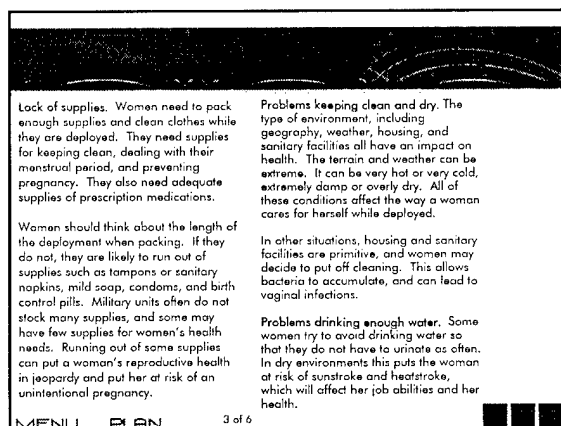 Lack of supplies. Women need to pack
enough supplies and clean clothes while
they are deployed. They need supplies
for keeping clean, dealing with their
menstrual period, and preventing
pregnancy. They also need adequate
supplies of prescription medications.
Women should think about the length of
the deployment when packing. If they
do not, they are likely to run out of
supplies such as tampons or sanitary
napkins, mild soap, condoms, and birth
control pills. Military units often do not
stock many supplies, and some may
have few supplies for women's health
needs. Running out of some supplies
can put a woman's reproductive health
in jeopardy and put her at risk of an
unintentional pregnancy.
Problems keeping clean and dry. The
type of environment, including
geography, weather, housing, and
sanitary facilities all have an impact on
health. The terrain and weather can be
extreme. It can be very hot or very cold,
extremely damp or overly dry. All of
these conditions affect the way a woman
cares for herself while deployed.
In other situations, housing and sanitary
facilities are primitive, and women may
decide to put off cleaning. This allows
bacteria to accumulate, and can lead to
vaginal infections.
Problems drinking enough water. Some
women try to avoid drinking water so
that they do not have to urinate as often.
In dry environments this puts the woman
at risk of sunstroke and heatstroke,
which will affect her job abilities and her
health.
MENU PLAN 3 of 6